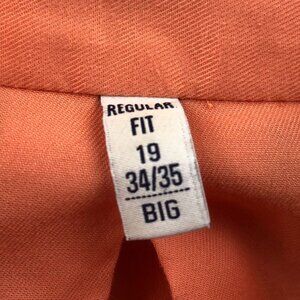 REGULAR
FIT
19
34/35
BIG